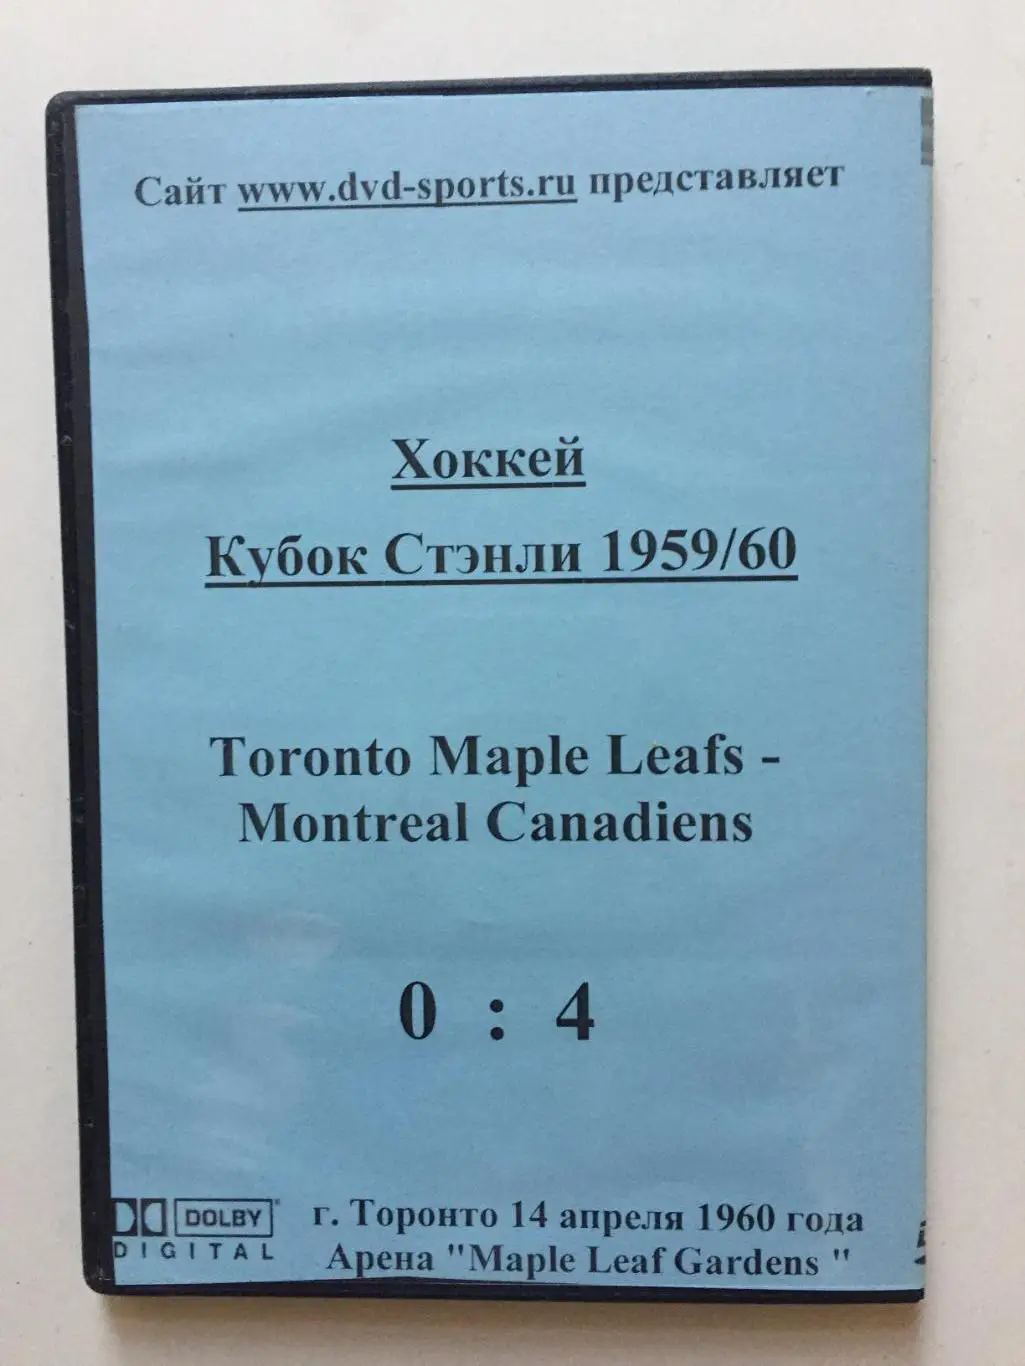 Сайт www.dvd-sports.ru представляет
Хоккей
Кубок Стэнли 1959/60
Toronto Maple Leafs -
Montreal Canadiens
0 : 4
DOLBY
DIGITAL
г. Торонто 14 апреля 1960 года
Арена "Maple Leaf Gardens "